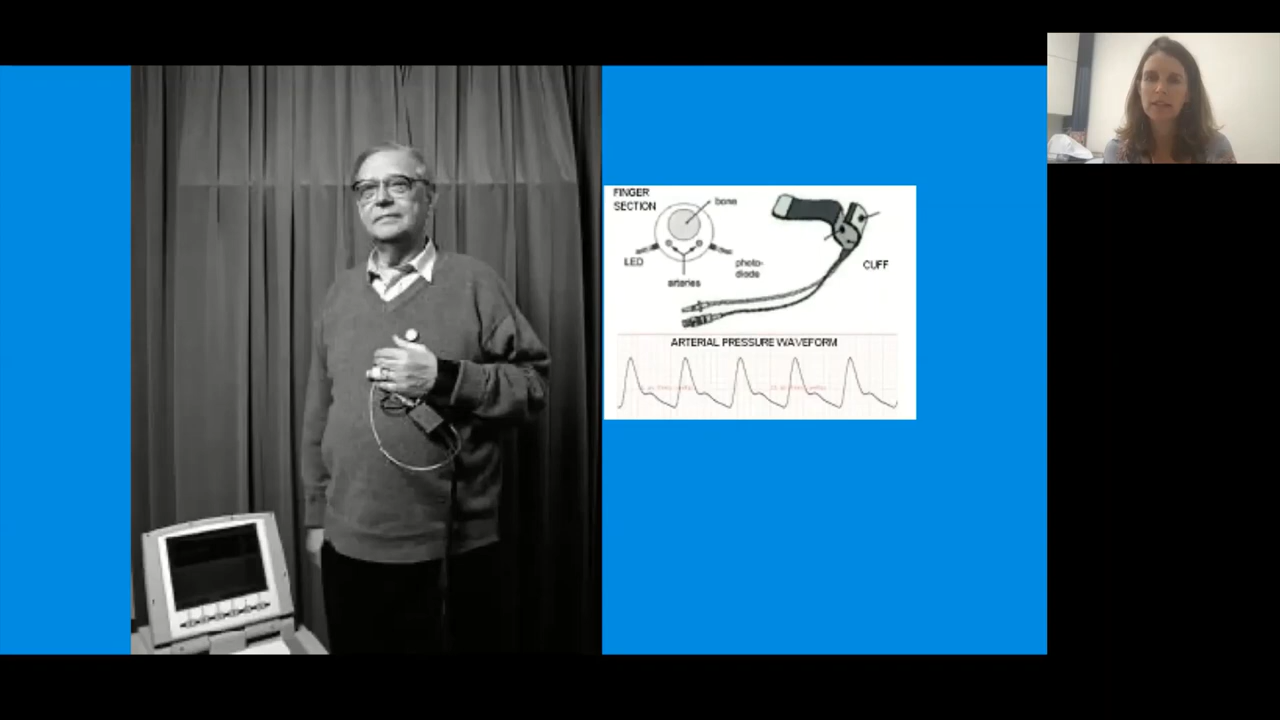 FINGER
SECTION
bone
LED
photo-
diode
arteries
CUFF
ARTERIAL PRESSURE WAVEFORM